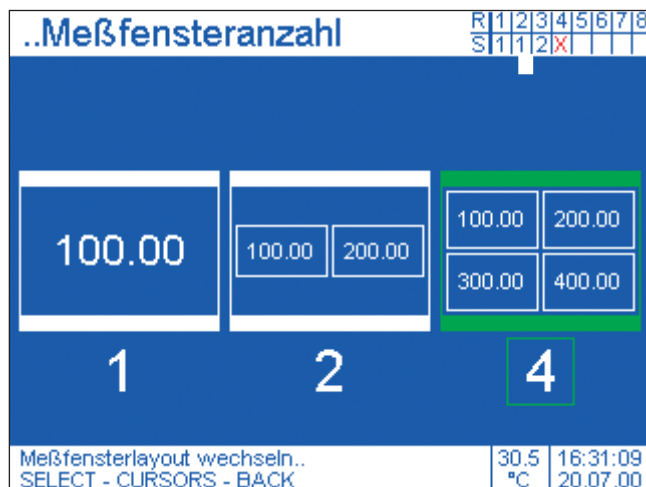 ..Meßfensteranzahl
R|1|2|3|4|5|6|7|8
S|1|1|2|X| | | |
100.00
100.00 200.00
100.00 200.00
300.00 400.00
1 2 4
Meßfensterlayout wechseln..
SELECT - CURSORS - BACK
30.5 16:31:09
°C 20.07.00